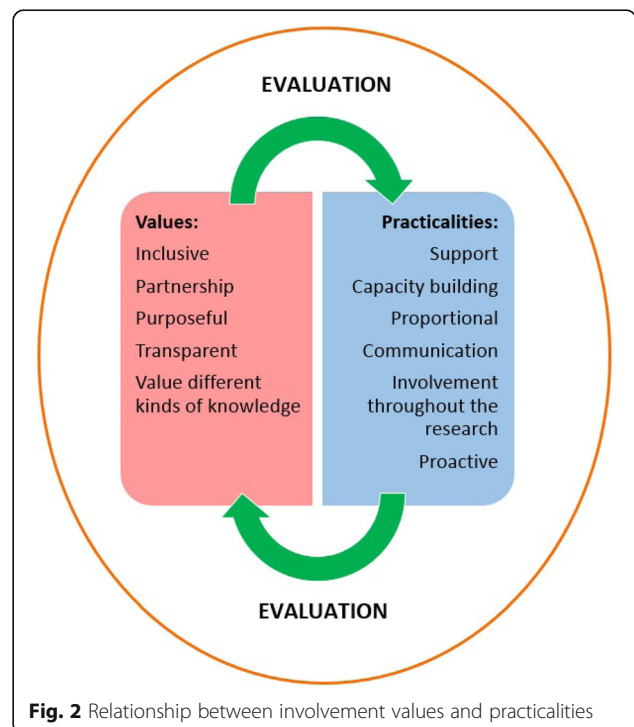 EVALUATION
Values:
Inclusive
Partnership
Purposeful
Transparent
Value different
kinds of knowledge
Practicalities:
Support
Capacity building
Proportional
Communication
Involvement
throughout the
research
Proactive
EVALUATION
Fig. 2 Relationship between involvement values and practicalities